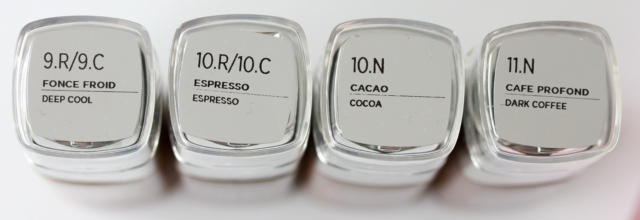 9.R/9.C
FONCE FROID
DEEP COOL
10.R/10.C
ESPRESSO
ESPRESSO
10.N
CACAO
COCOA
11.N
CAFE PROFOND
DARK COFFEE